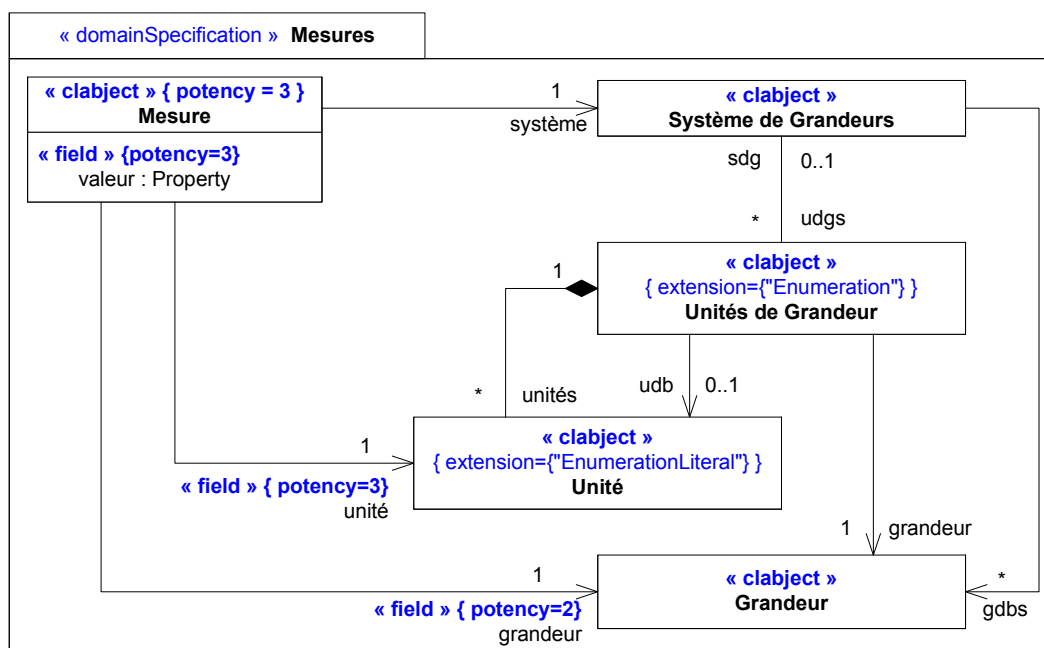 « domainSpecification » Mesures
« clabject » { potency = 3 }
Mesure
« field » {potency=3}
valeur : Property
1
système
« clabject »
Système de Grandeurs
sdg
0..1
*
udgs
« clabject »
{ extension={"Enumeration"} }
Unités de Grandeur
1
*
unités
udb
0..1
« clabject »
{ extension={"EnumerationLiteral"} }
Unité
1
« field » { potency=3}
unité
1
grandeur
« clabject »
Grandeur
1
« field » { potency=2}
grandeur
*
gdbs